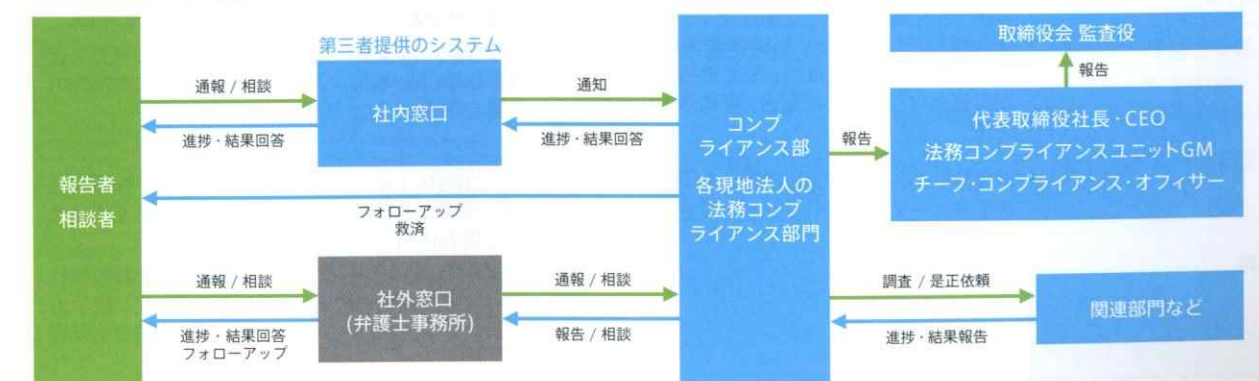 報告者
相談者
第三者提供のシステム
通報 / 相談
社内窓口
進捗・結果回答
通知
進捗・結果回答
フォローアップ
救済
通報 / 相談
社外窓口
(弁護士事務所)
進捗・結果回答
フォローアップ
通報 / 相談
報告 / 相談
コンプ
ライアンス部
各現地法人の
法務コンプ
ライアンス部門
報告
取締役会 監査役
報告
代表取締役社長・CEO
法務コンプライアンスユニットGM
チーフ・コンプライアンス・オフィサー
調査 / 是正依頼
関連部門など
進捗・結果報告